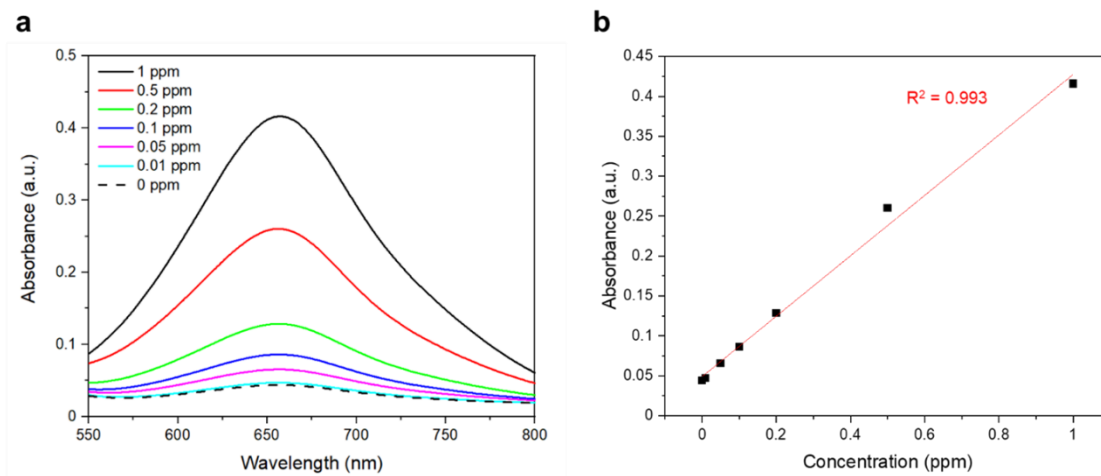 a
0.5
0.4
0.3
0.2
0.1
0
Absorbance (a.u.)
1 ppm
0.5 ppm
0.2 ppm
0.1 ppm
0.05 ppm
0.01 ppm
0 ppm
550 600 650 700 750 800
Wavelength (nm)
b
0.45
0.4
0.35
0.3
0.25
0.2
0.15
0.1
0.05
0
Absorbance (a.u.)
R² = 0.993
0 0.2 0.4 0.6 0.8 1
Concentration (ppm)